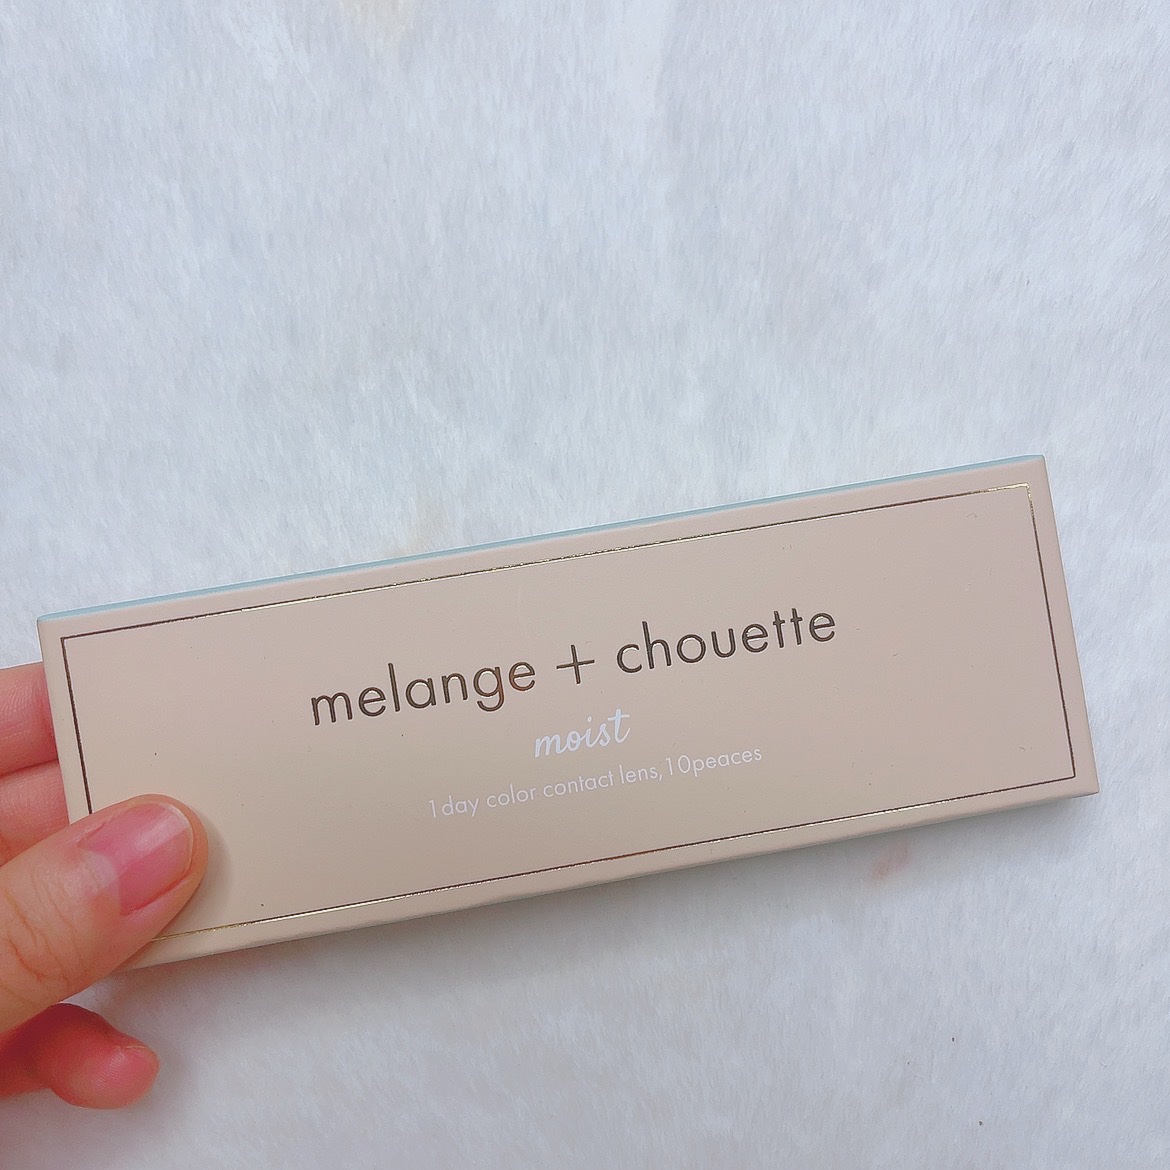 melange + chouette
moist
1day color contact lens,10peaces